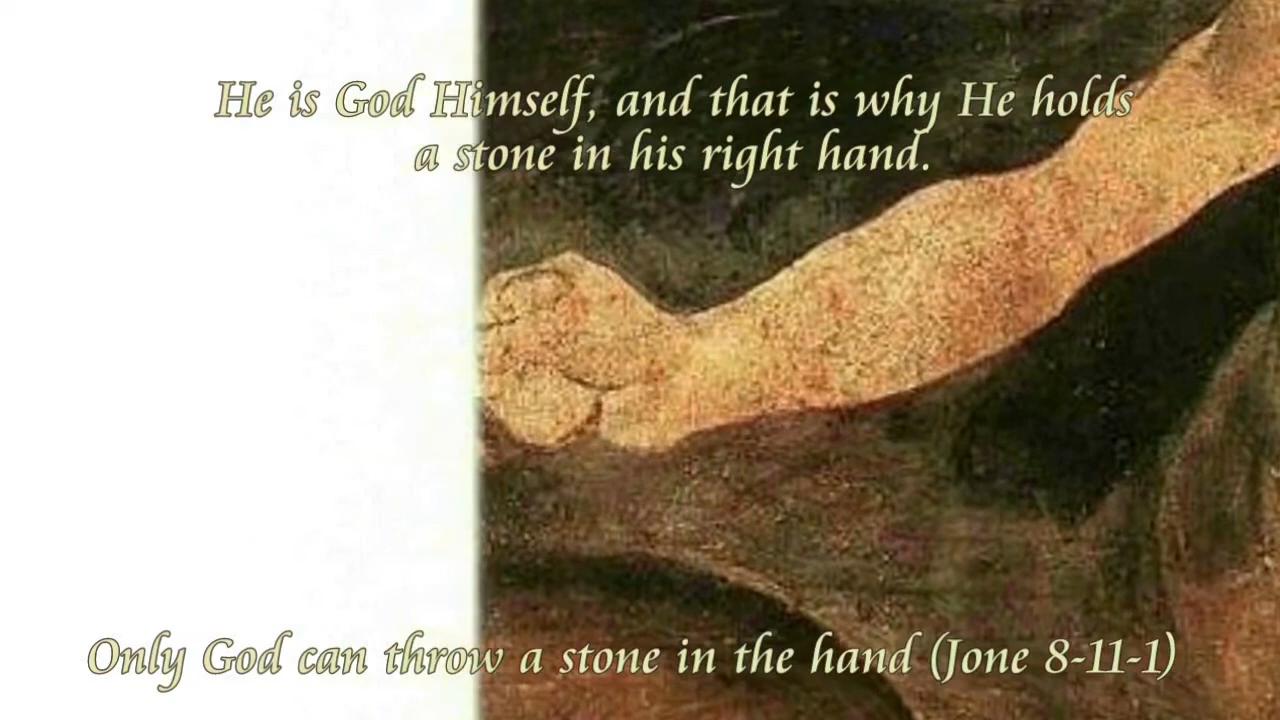 He is God Himself, and that is why He holds
a stone in his right hand.
Only God can throw a stone in the hand (Jone 8-11-1)